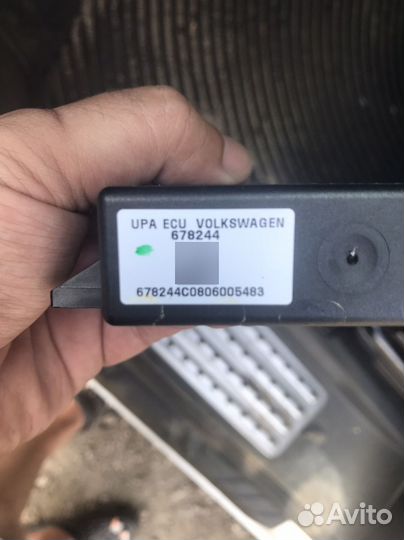 UPA ECU VOLKSWAGEN
678244
678244C0806005483
Avito